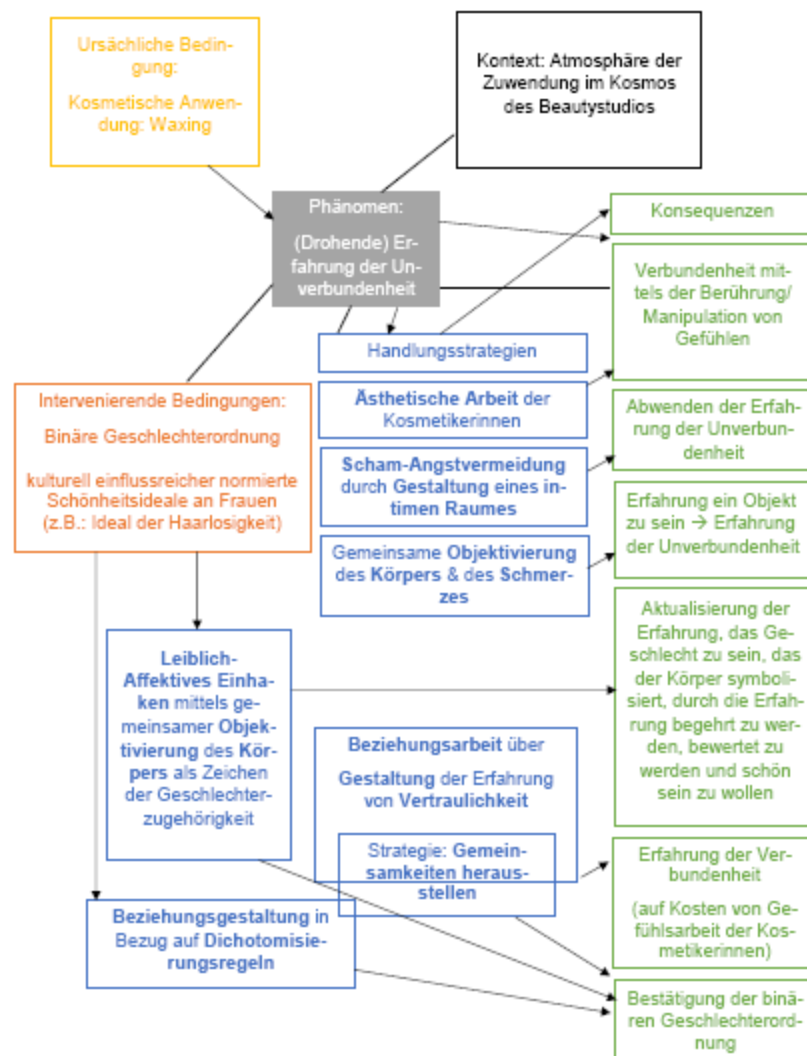 Ursächliche Bedin-
gung:
Kosmetische Anwen-
dung: Waxing
Kontext: Atmosphäre der
Zuwendung im Kosmos
des Beautystudios
Phänomen:
(Drohende) Er-
fahrung der Un-
verbundenheit
Konsequenzen
Verbundenheit mit-
tels der Berührung/
Manipulation von
Gefühlen
Handlungsstrategien
Ästhetische Arbeit der
Kosmetikerinnen
Intervenierende Bedingungen:
Binäre Geschlechterordnung
kulturell einflussreicher normierte
Schönheitsideale an Frauen
(z.B.: Ideal der Haarlosigkeit)
Abwenden der Erfah-
rung der Unverbun-
denheit
Scham-Angstvermeidung
durch Gestaltung eines in-
timen Raumes
Erfahrung ein Objekt
zu sein → Erfahrung
der Unverbundenheit
Gemeinsame Objektivierung
des Körpers & des Schmer-
zes
Aktualisierung der
Erfahrung, das Ge-
schlecht zu sein, das
der Körper symboli-
siert, durch die Erfah-
rung begehrt zu wer-
den, bewertet zu
werden und schön
sein zu wollen
Leiblich-
Affektives Einha-
ken mittels ge-
meinsamer Objek-
tivierung des Kör-
pers als Zeichen
der Geschlechter-
zugehörigkeit
Beziehungsarbeit über
Gestaltung der Erfahrung
von Vertraulichkeit
Strategie: Gemein-
samkeiten heraus-
stellen
Erfahrung der Ver-
bundenheit
(auf Kosten von Ge-
fühlsarbeit der Kos-
metikerinnen)
Beziehungsgestaltung in
Bezug auf Dichotomisie-
rungsregeln
Bestätigung der binä-
ren Geschlechterord-
nung